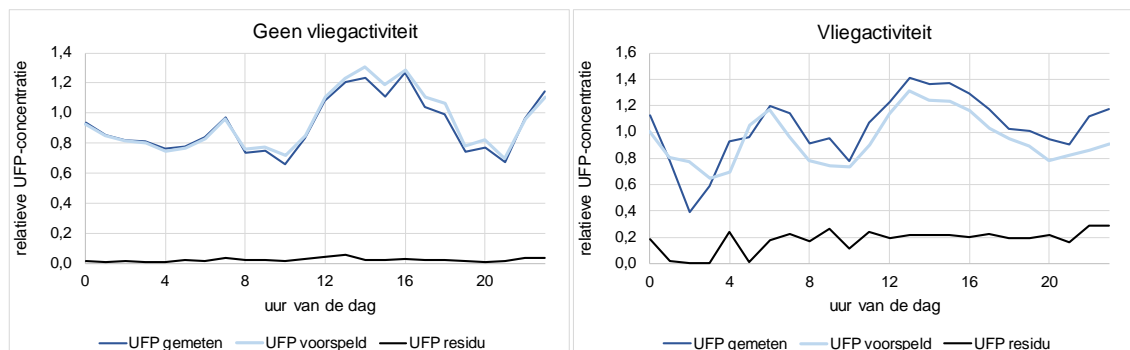 Geen vliegactiviteit
relatieve UFP-concentratie
1,4
1,2
1,0
0,8
0,6
0,4
0,2
0,0
0 4 8 12 16 20
uur van de dag
UFP gemeten UFP voorspeld UFP residu
Vliegactiviteit
relatieve UFP-concentratie
1,6
1,4
1,2
1,0
0,8
0,6
0,4
0,2
0,0
0 4 8 12 16 20
uur van de dag
UFP gemeten UFP voorspeld UFP residu